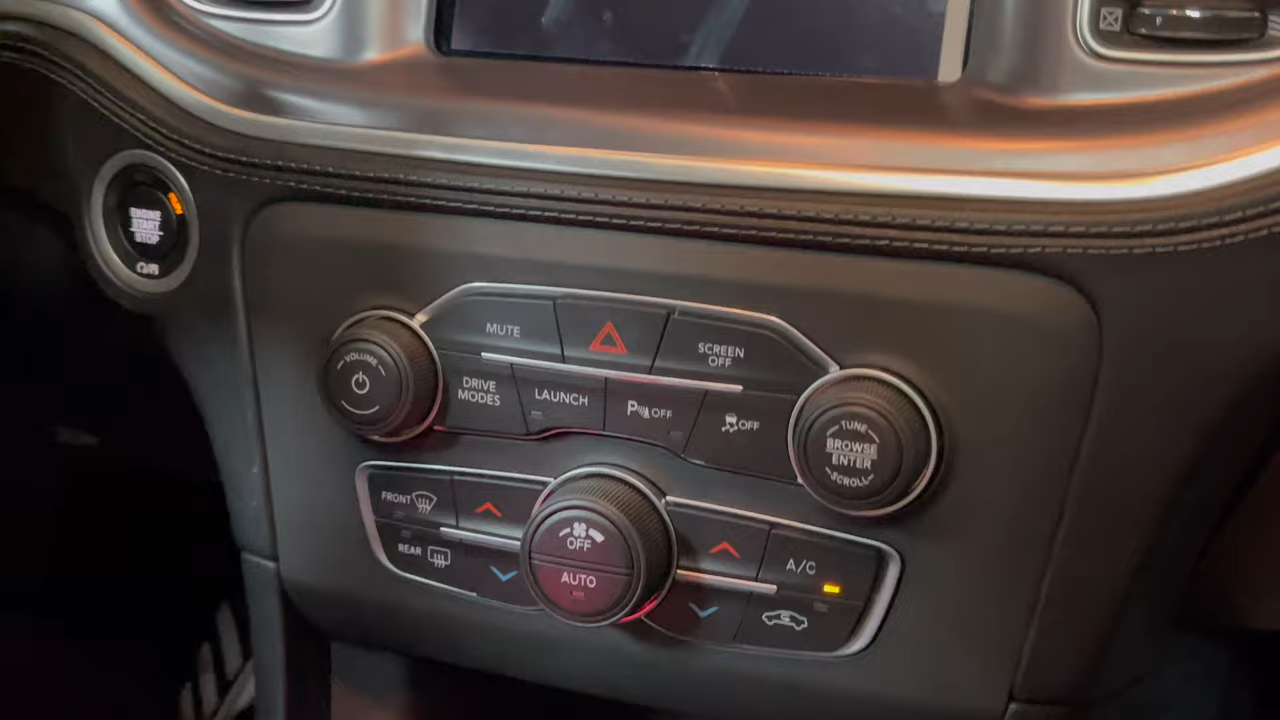 ENGINE
START
STOP
MUTE
SCREEN
OFF
VOLUME
DRIVE
MODES
LAUNCH
P OFF
OFF
TUNE
BROWSE
ENTER
SCROLL
FRONT
REAR
OFF
AUTO
A/C